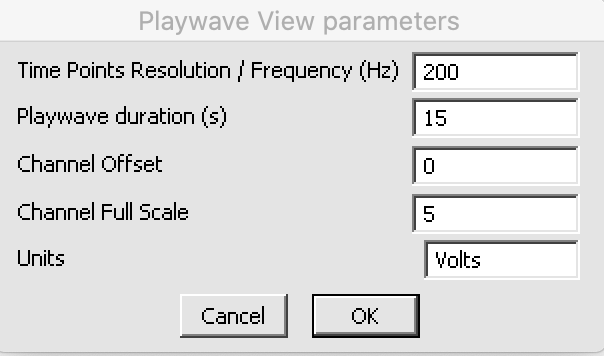 Playwave View parameters
Time Points Resolution / Frequency (Hz) 200
Playwave duration (s) 15
Channel Offset 0
Channel Full Scale 5
Units Volts
Cancel OK